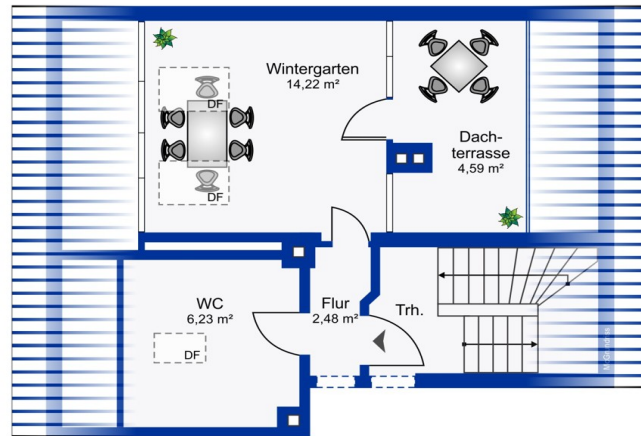 Wintergarten
14,22 m²
DF
DF
Dach-
terrasse
4,59 m²
WC
6,23 m²
DF
Flur
2,48 m²
Trh.